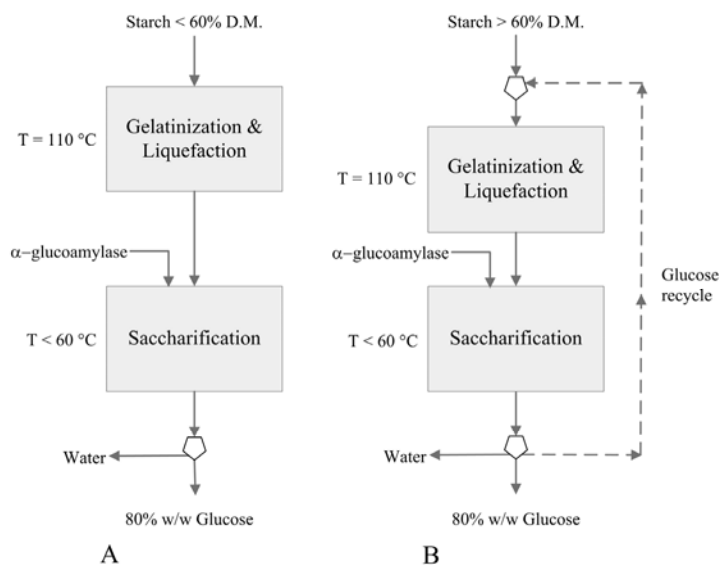 Starch < 60% D.M.
Gelatinization &
Liquefaction
T = 110 °C
α−glucoamylase
Saccharification
T < 60 °C
Water
80% w/w Glucose
A
Starch > 60% D.M.
Gelatinization &
Liquefaction
T = 110 °C
α−glucoamylase
Glucose
recycle
Saccharification
T < 60 °C
Water
80% w/w Glucose
B